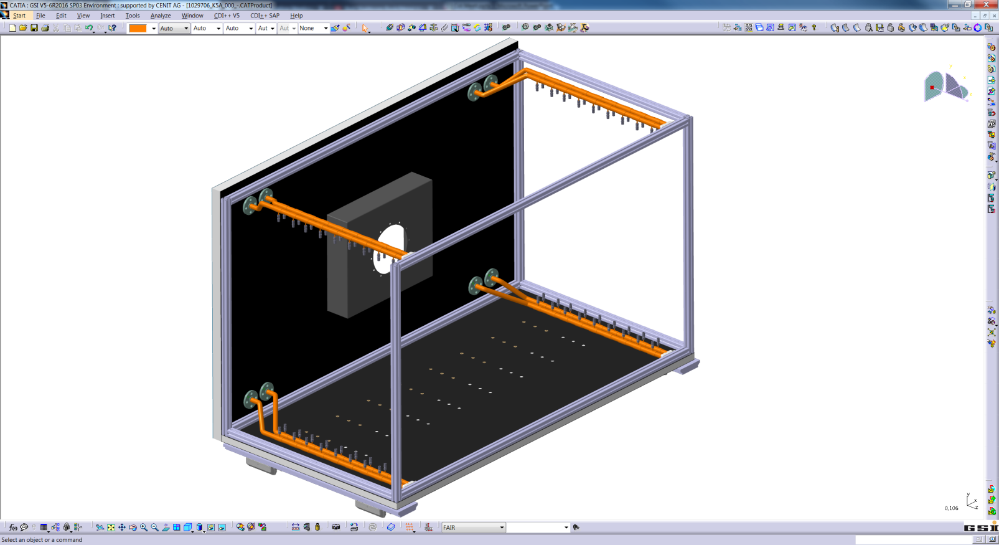 CATIA : GSI V5-6R2016 SP03 Environment : supported by CENIT AG - [1029706_K5A_000_-.CATProduct]
Start File Edit View Insert Tools Analyze Window CDI++ V5 CDI++ SAP Help
Auto Auto Auto Aut Aut None
y
x
z
y
x
z
0,106
FAIR
GSI
Select an object or a command